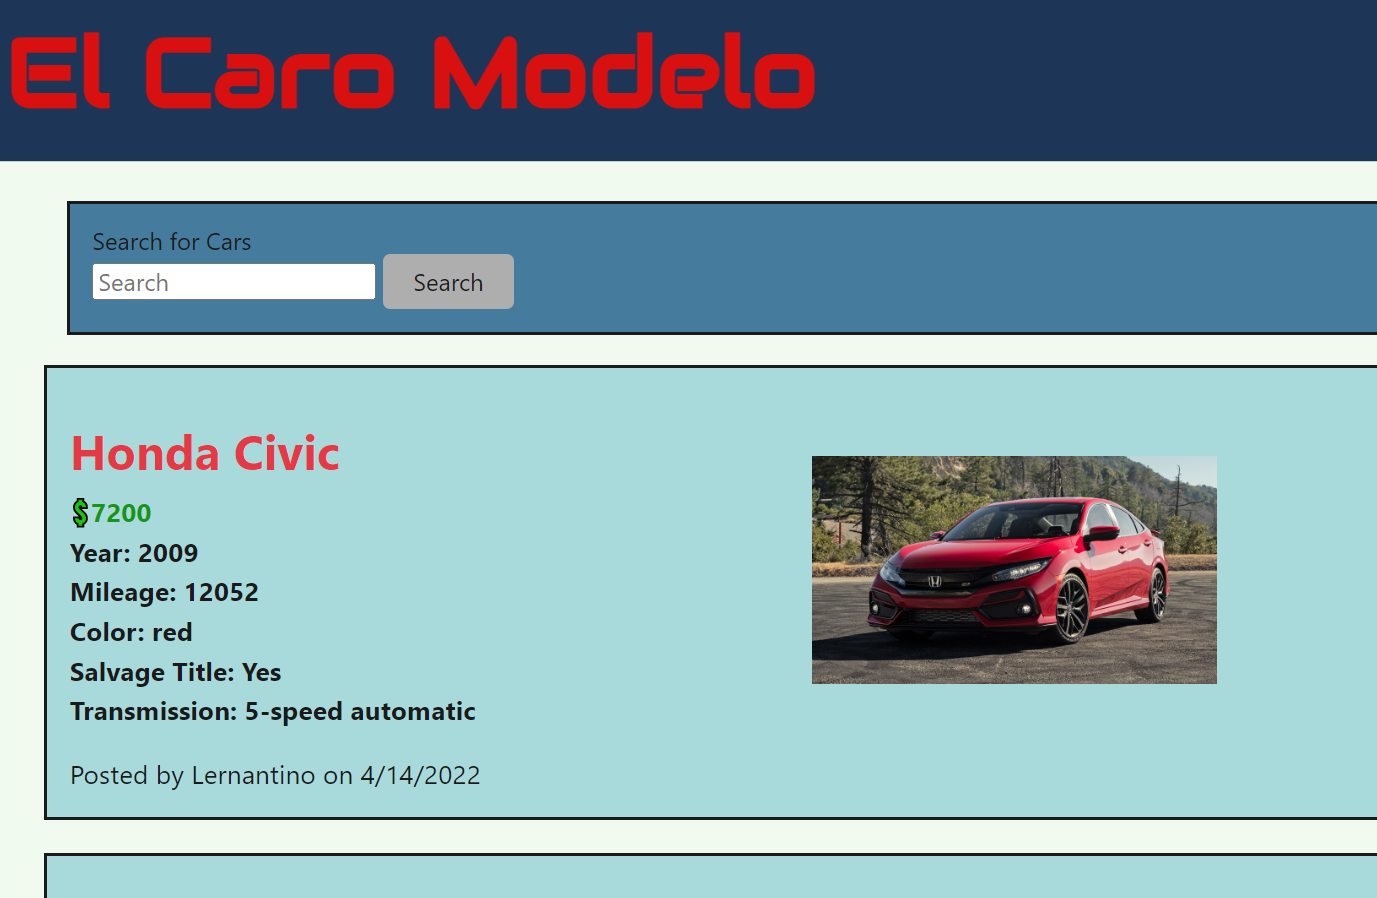 El Caro Modelo
Search for Cars
Search Search
Honda Civic
$7200
Year: 2009
Mileage: 12052
Color: red
Salvage Title: Yes
Transmission: 5-speed automatic
Posted by Lernantino on 4/14/2022